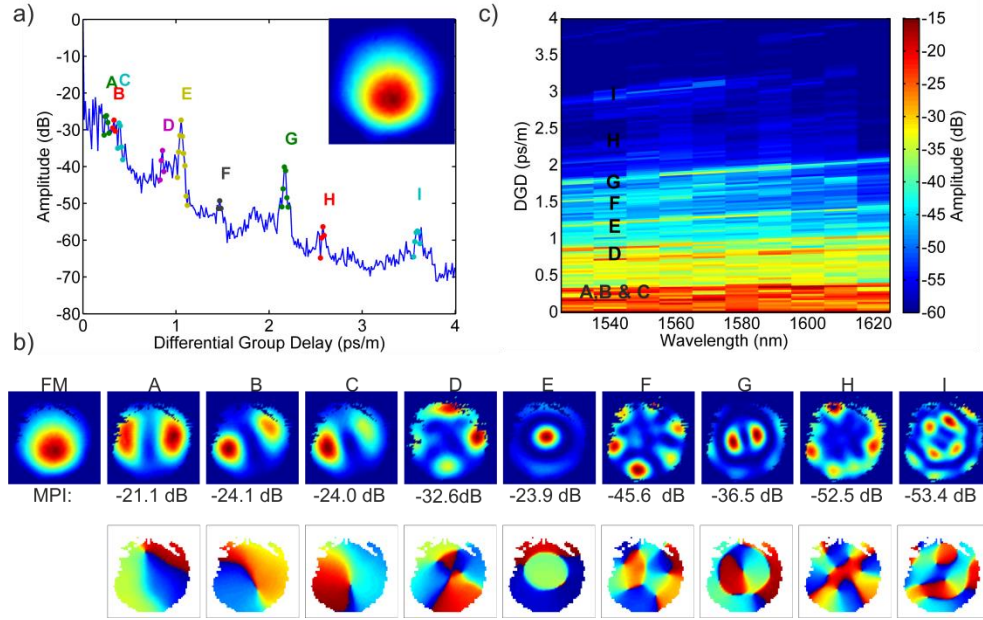 a)
0
-10
-20
-30
-40
-50
-60
-70
-80
Amplitude (dB)
A
C
B
D
E
F
G
H
I
0 1 2 3 4
Differential Group Delay (ps/m)
c)
4
3.5
3
2.5
2
1.5
1
0.5
0
DGD (ps/m)
I
H
G
F
E
D
A,B & C
1540 1560 1580 1600 1620
Wavelength (nm)
-15
-20
-25
-30
-35
-40
-45
-50
-55
-60
Amplitude (dB)
b)
FM A B C D E F G H I
MPI: -21.1 dB -24.1 dB -24.0 dB -32.6dB -23.9 dB -45.6 dB -36.5 dB -52.5 dB -53.4 dB